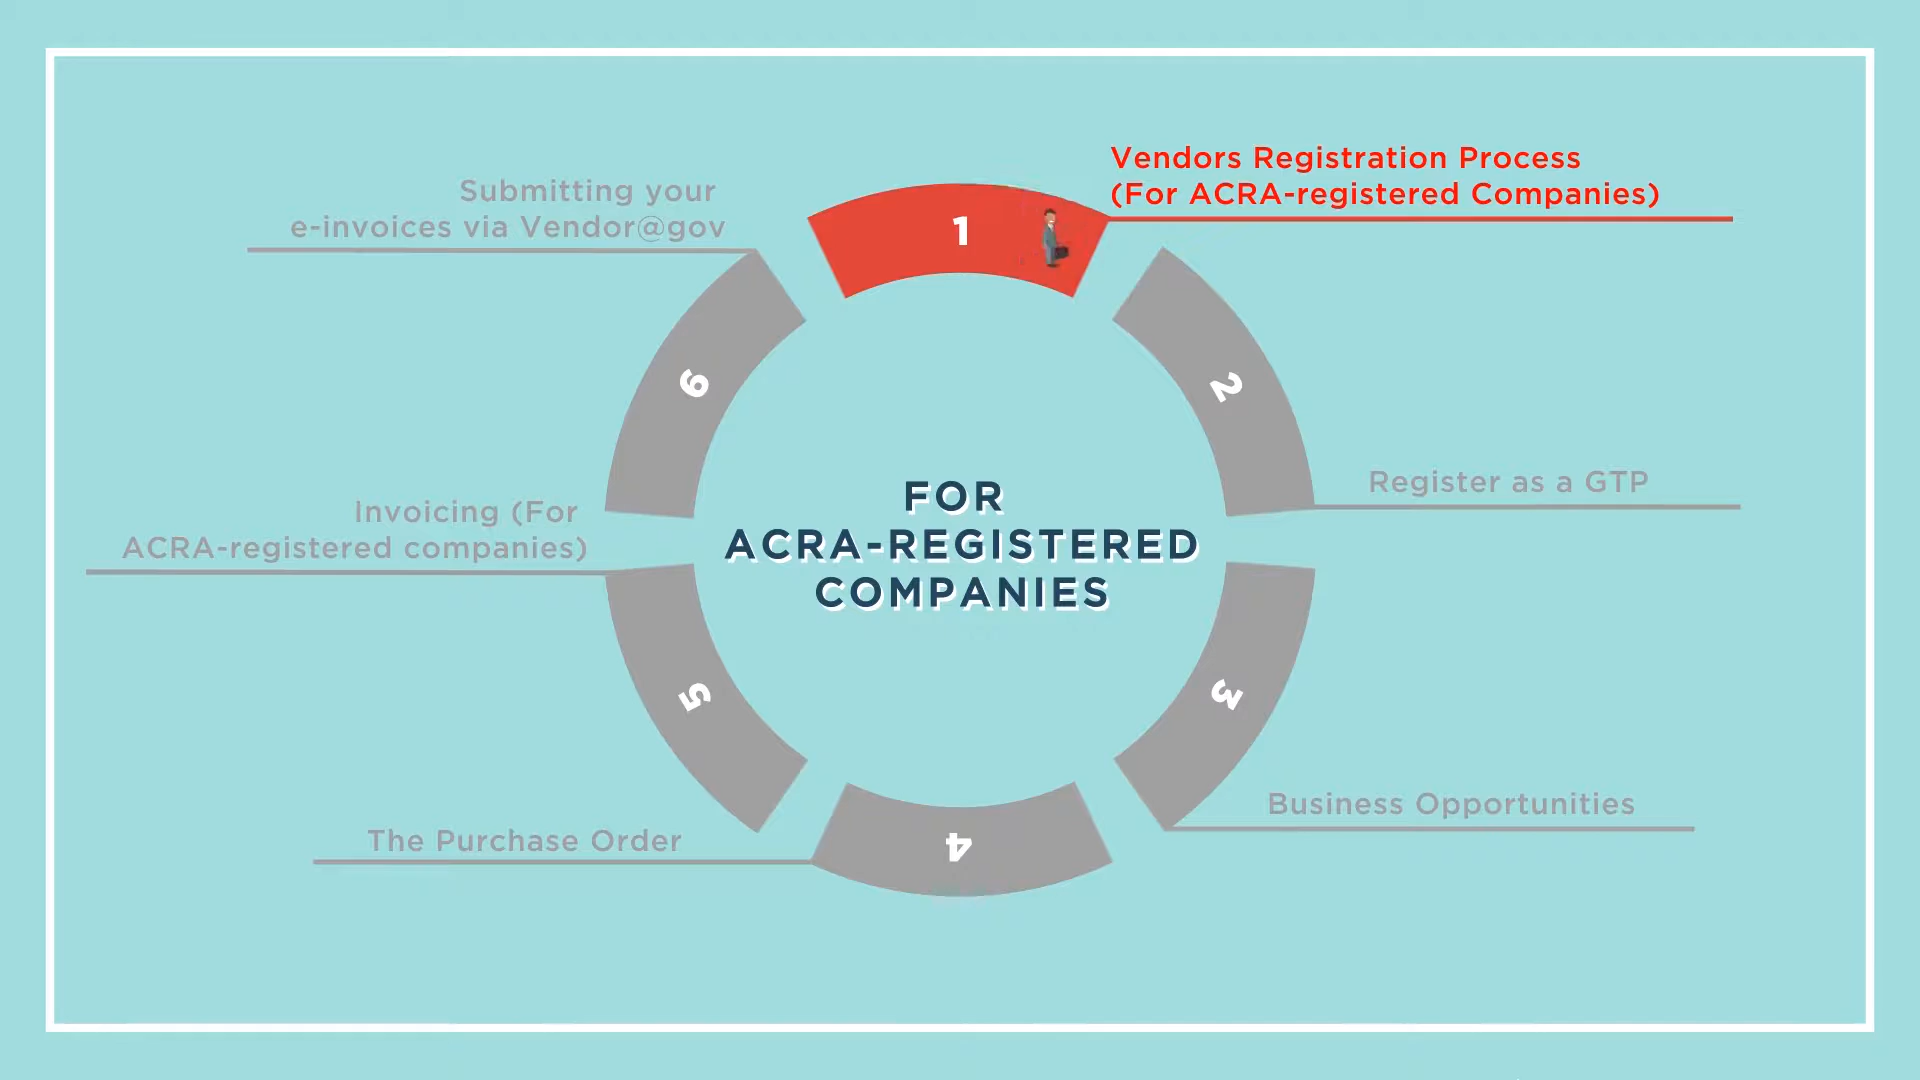 Vendors Registration Process
(For ACRA-registered Companies)
1
2
Register as a GTP
3
Business Opportunities
4
The Purchase Order
5
Invoicing (For
ACRA-registered companies)
6
Submitting your
e-invoices via Vendor@gov
FOR
ACRA-REGISTERED
COMPANIES